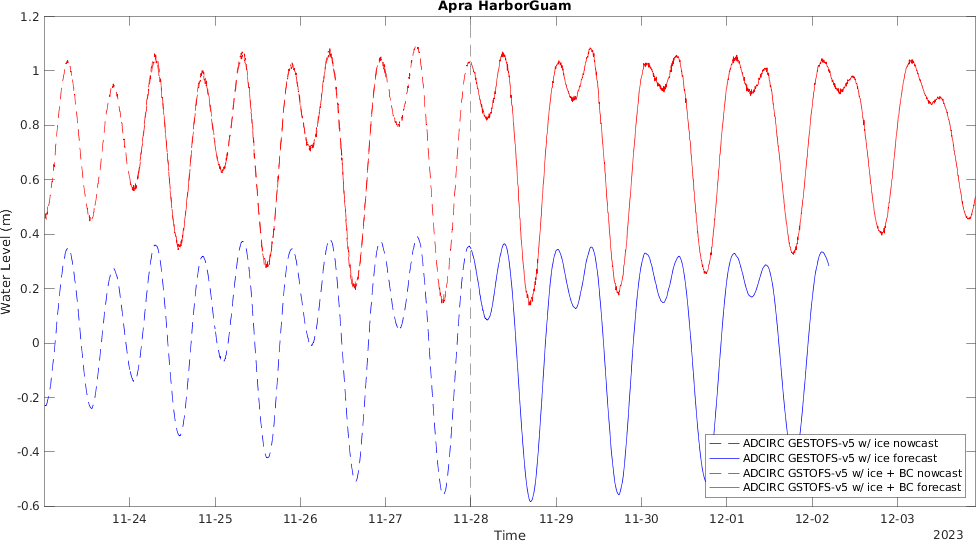 Apra HarborGuam
1.2
1
0.8
0.6
0.4
0.2
0
-0.2
-0.4
-0.6
Water Level (m)
ADCIRC GESTOFS-v5 w/ ice nowcast
ADCIRC GESTOFS-v5 w/ ice forecast
ADCIRC GSTOFS-v5 w/ ice + BC nowcast
ADCIRC GSTOFS-v5 w/ ice + BC forecast
11-24 11-25 11-26 11-27 11-28 11-29 11-30 12-01 12-02 12-03
Time
2023